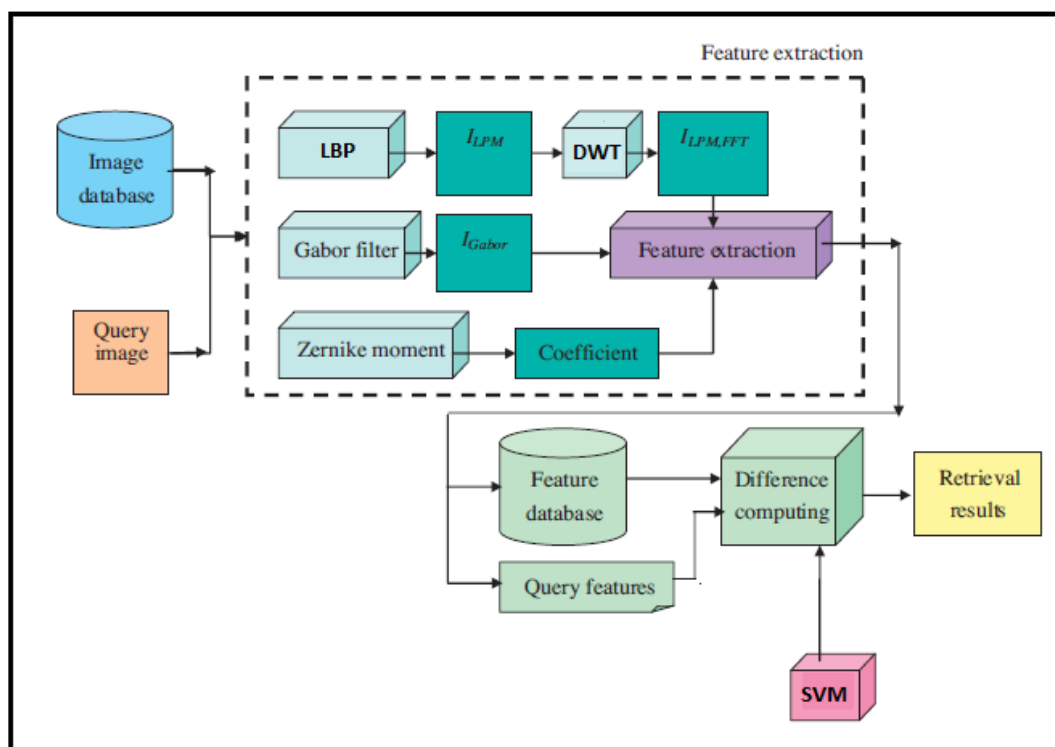 Feature extraction
LBP
I_LPM
DWT
I_LPM,FFT
Image
database
Gabor filter
I_Gabor
Feature extraction
Query
image
Zernike moment
Coefficient
Feature
database
Difference
computing
Retrieval
results
Query features
SVM